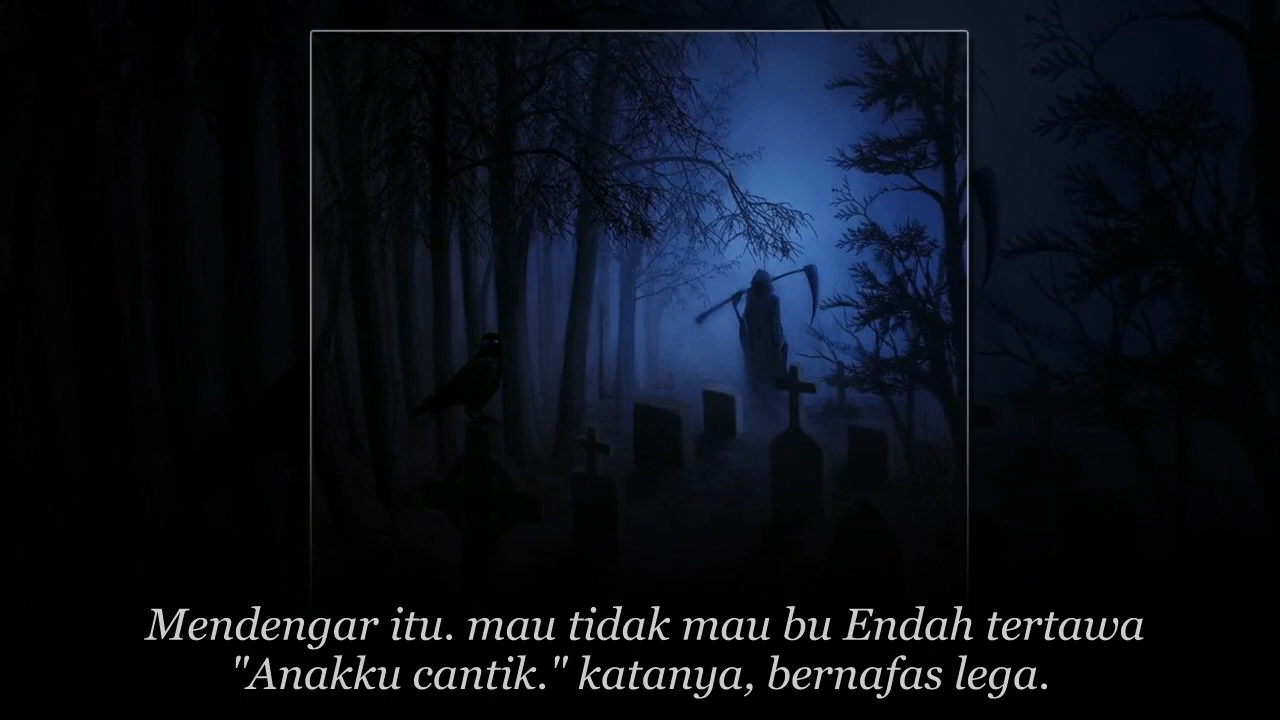 Mendengar itu. mau tidak mau bu Endah tertawa
"Anakku cantik." katanya, bernafas lega.